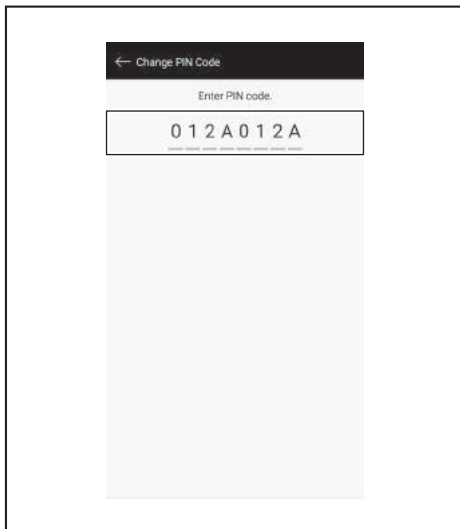 ← Change PIN Code
Enter PIN code.
0 1 2 A 0 1 2 A